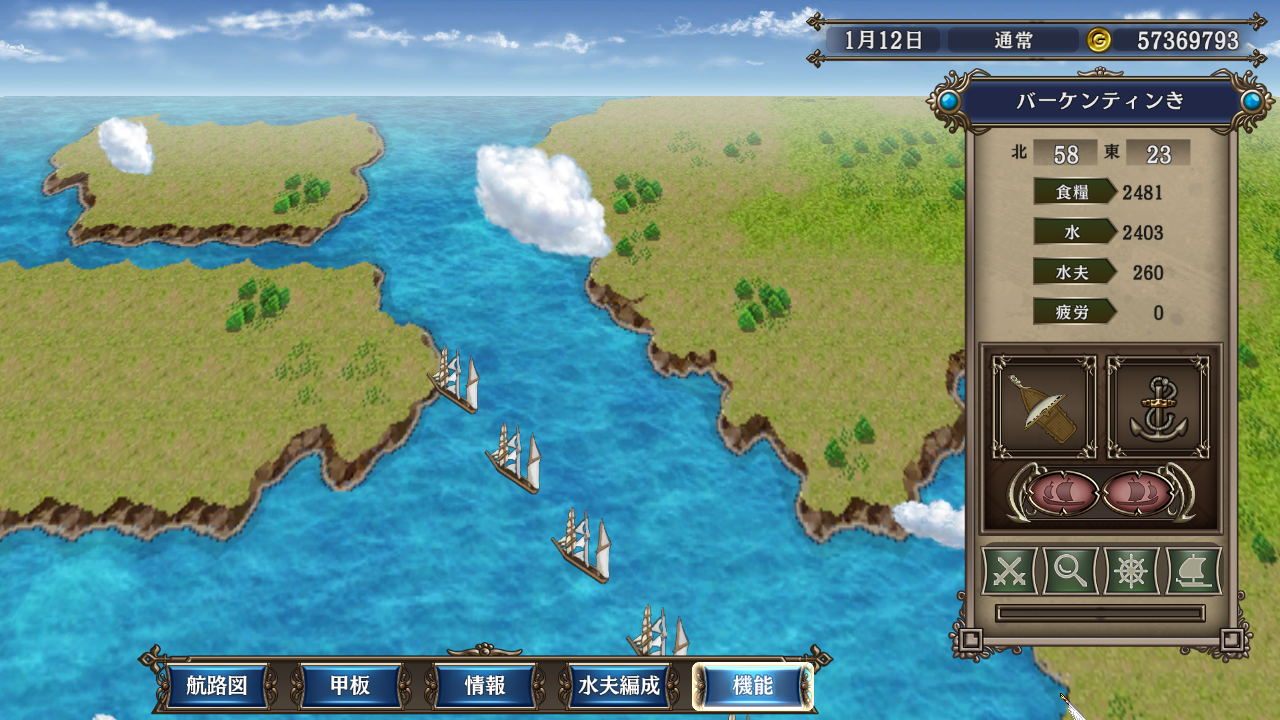 1月12日 通常 G 57369793
バーケンティンき
北 58 東 23
食糧 2481
水 2403
水夫 260
疲労 0
航路図 甲板 情報 水夫編成 機能